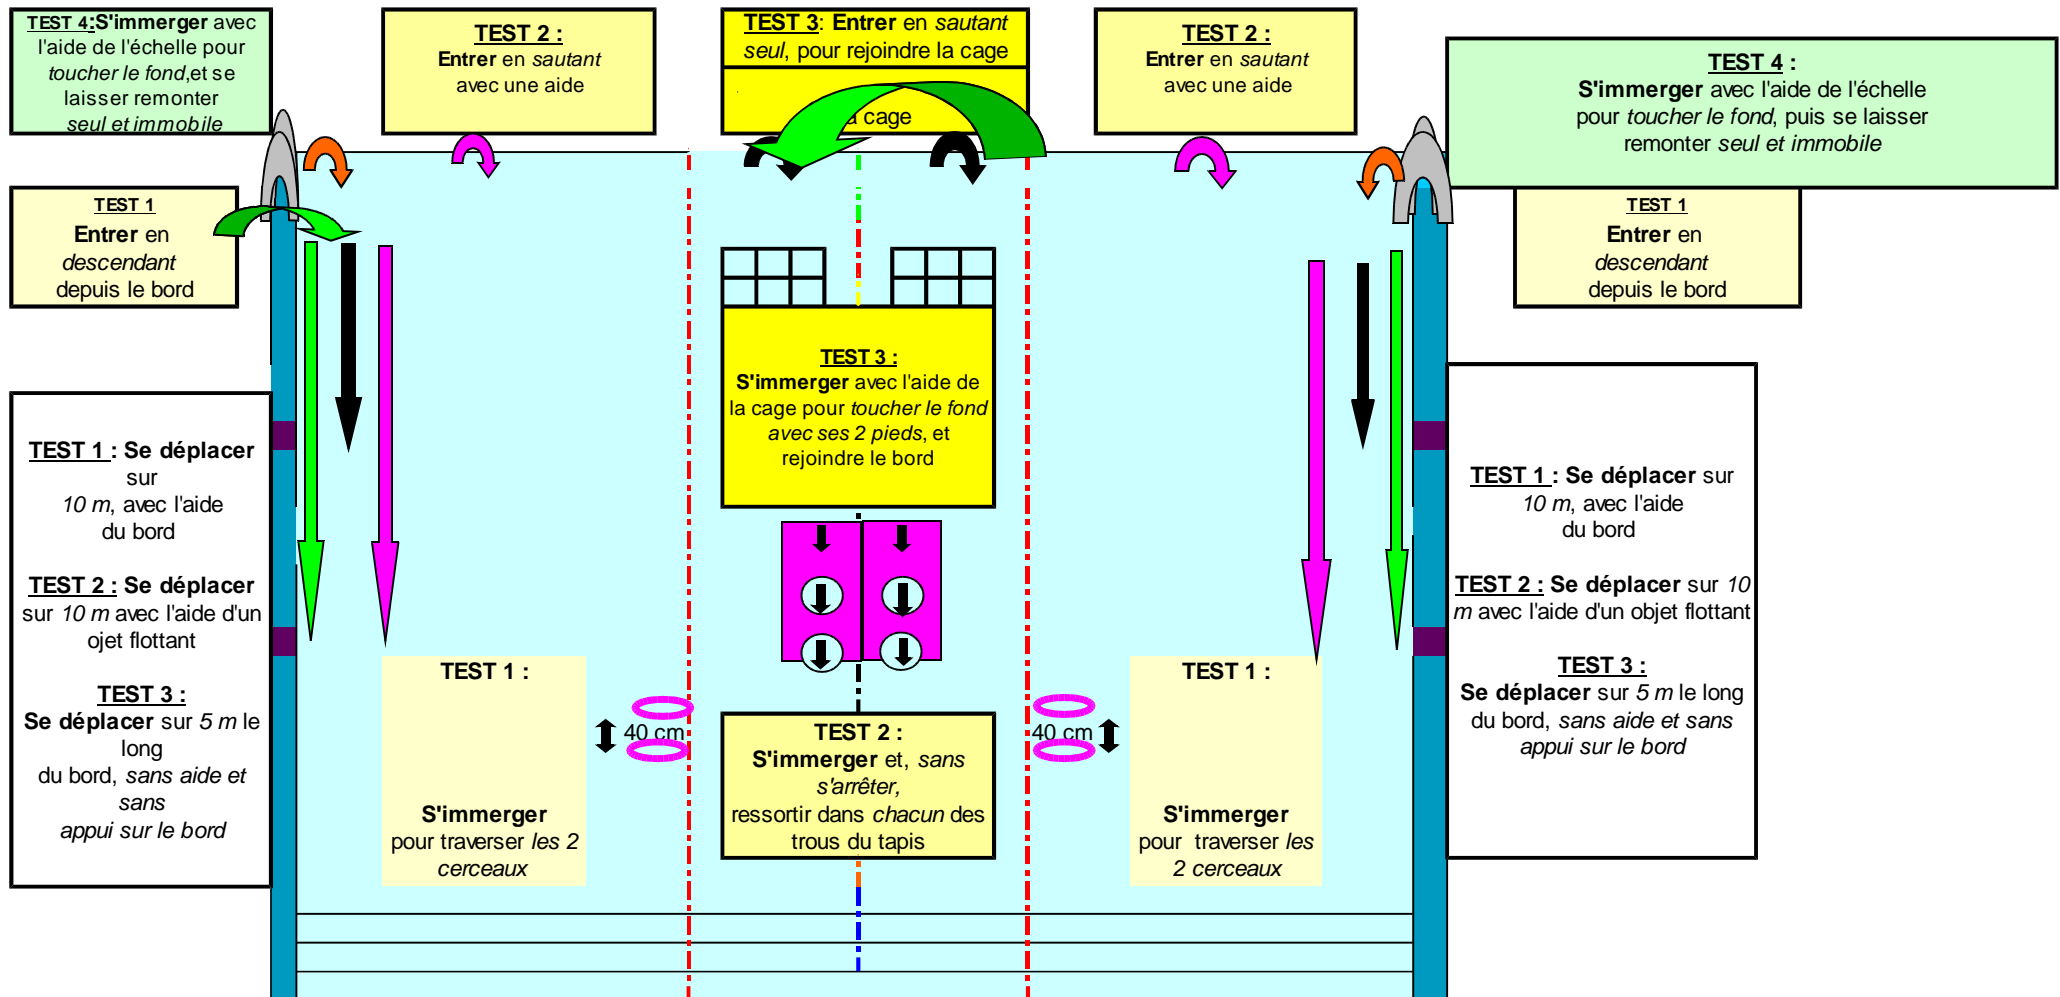 TEST 4:S'immerger avec
l'aide de l'échelle pour
toucher le fond,et se
laisser remonter
seul et immobile
TEST 2 :
Entrer en sautant
avec une aide
TEST 3: Entrer en sautant
seul, pour rejoindre la cage
a cage
TEST 2 :
Entrer en sautant
avec une aide
TEST 4 :
S'immerger avec l'aide de l'échelle
pour toucher le fond, puis se laisser
remonter seul et immobile
TEST 1
Entrer en
descendant
depuis le bord
TEST 1
Entrer en
descendant
depuis le bord
TEST 3 :
S'immerger avec l'aide de
la cage pour toucher le fond
avec ses 2 pieds, et
rejoindre le bord
TEST 1 : Se déplacer
sur
10 m, avec l'aide
du bord
TEST 2 : Se déplacer
sur 10 m avec l'aide d'un
ojet flottant
TEST 3 :
Se déplacer sur 5 m le
long
du bord, sans aide et
sans
appui sur le bord
TEST 1 : Se déplacer sur
10 m, avec l'aide
du bord
TEST 2 : Se déplacer sur 10
m avec l'aide d'un objet flottant
TEST 3 :
Se déplacer sur 5 m le long
du bord, sans aide et sans
appui sur le bord
TEST 1 :
S'immerger
pour traverser les 2
cerceaux
40 cm
TEST 2 :
S'immerger et, sans
s'arrêter,
ressortir dans chacun des
trous du tapis
40 cm
TEST 1 :
S'immerger
pour traverser les
2 cerceaux